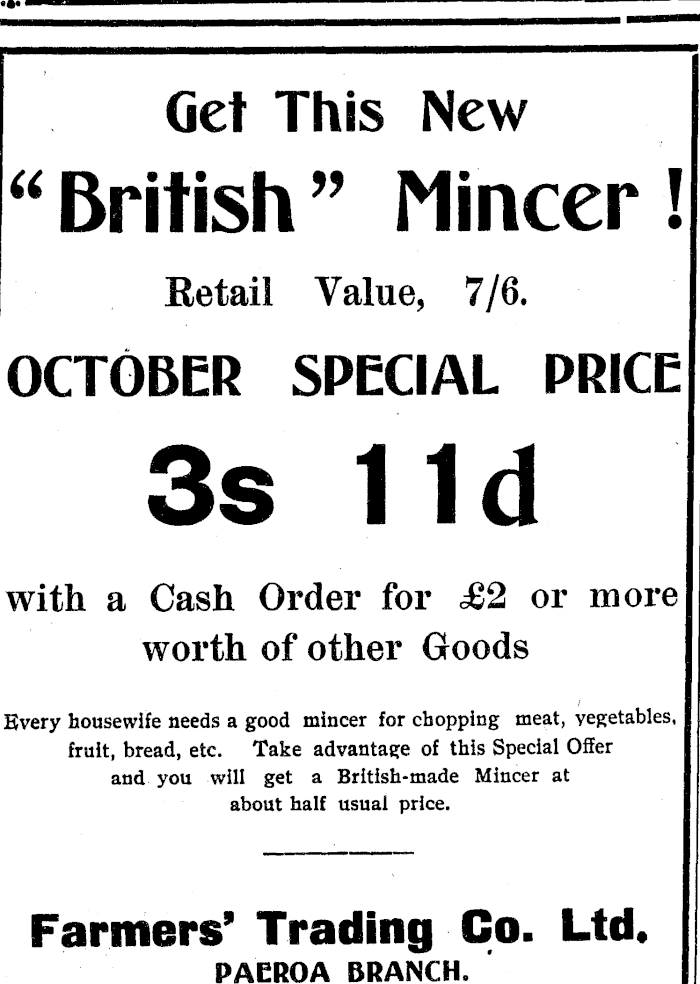 Get This New
"British" Mincer!
Retail Value, 7/6.
OCTOBER SPECIAL PRICE
3s 11d
with a Cash Order for £2 or more
worth of other Goods
Every housewife needs a good mincer for chopping meat, vegetables,
fruit, bread, etc. Take advantage of this Special Offer
and you will get a British-made Mincer at
about half usual price.
Farmers' Trading Co. Ltd.
PAEROA BRANCH.